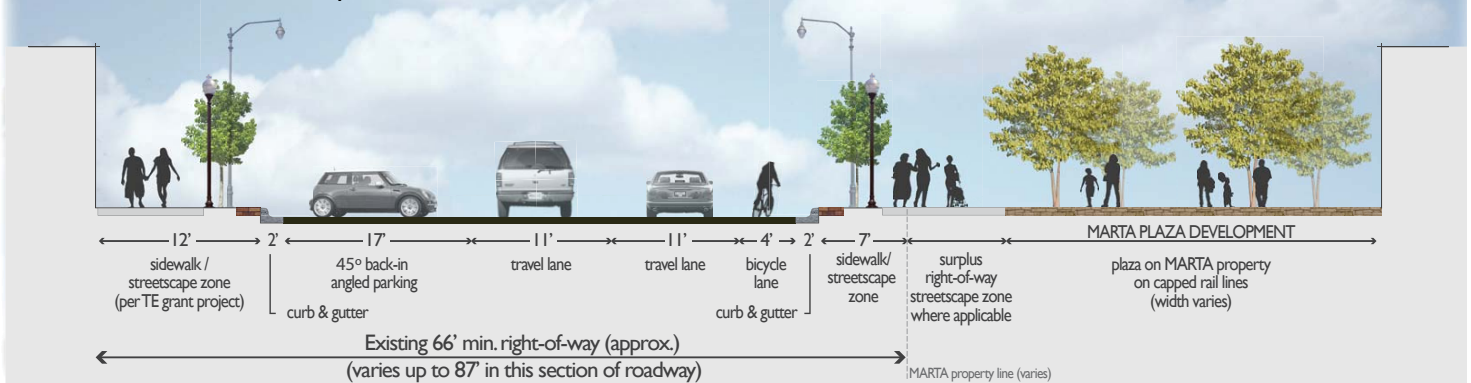 12'
2'
17'
11'
11'
4'
2'
7'
MARTA PLAZA DEVELOPMENT
sidewalk /
streetscape zone
(per TE grant project)
curb & gutter
45º back-in
angled parking
travel lane
travel lane
bicycle
lane
curb & gutter
sidewalk/
streetscape
zone
surplus
right-of-way
streetscape zone
where applicable
plaza on MARTA property
on capped rail lines
(width varies)
Existing 66' min. right-of-way (approx.)
(varies up to 87' in this section of roadway)
MARTA property line (varies)